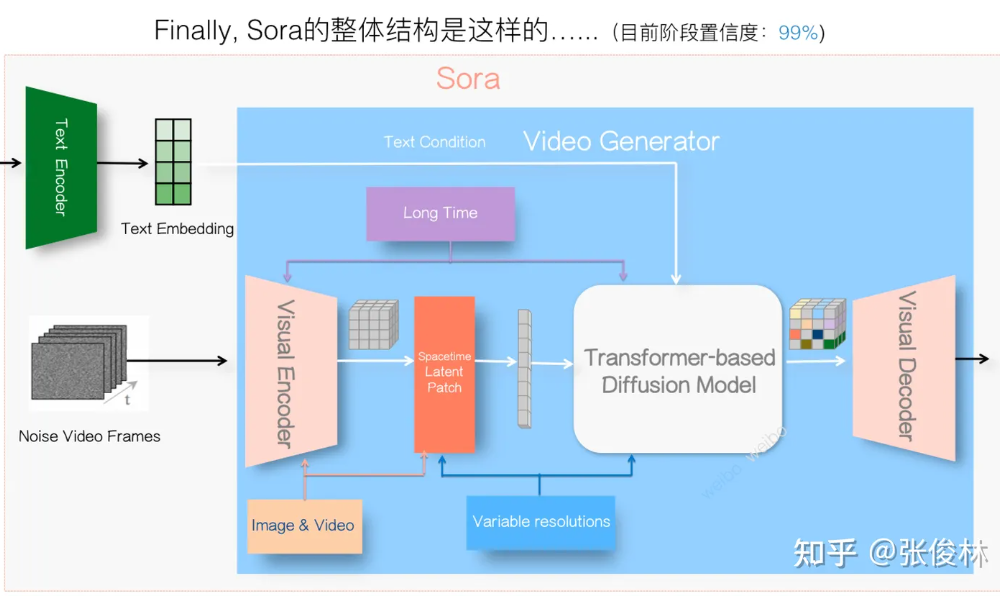 Finally, Sora的整体结构是这样的…... (目前阶段置信度：99%)
Sora
Text Encoder
Text Embedding
Text Condition
Video Generator
Long Time
Visual Encoder
Spacetime
Latent
Patch
Transformer-based
Diffusion Model
Visual Decoder
t
Noise Video Frames
Image & Video
Variable resolutions
weibo weibo
知乎 @张俊林